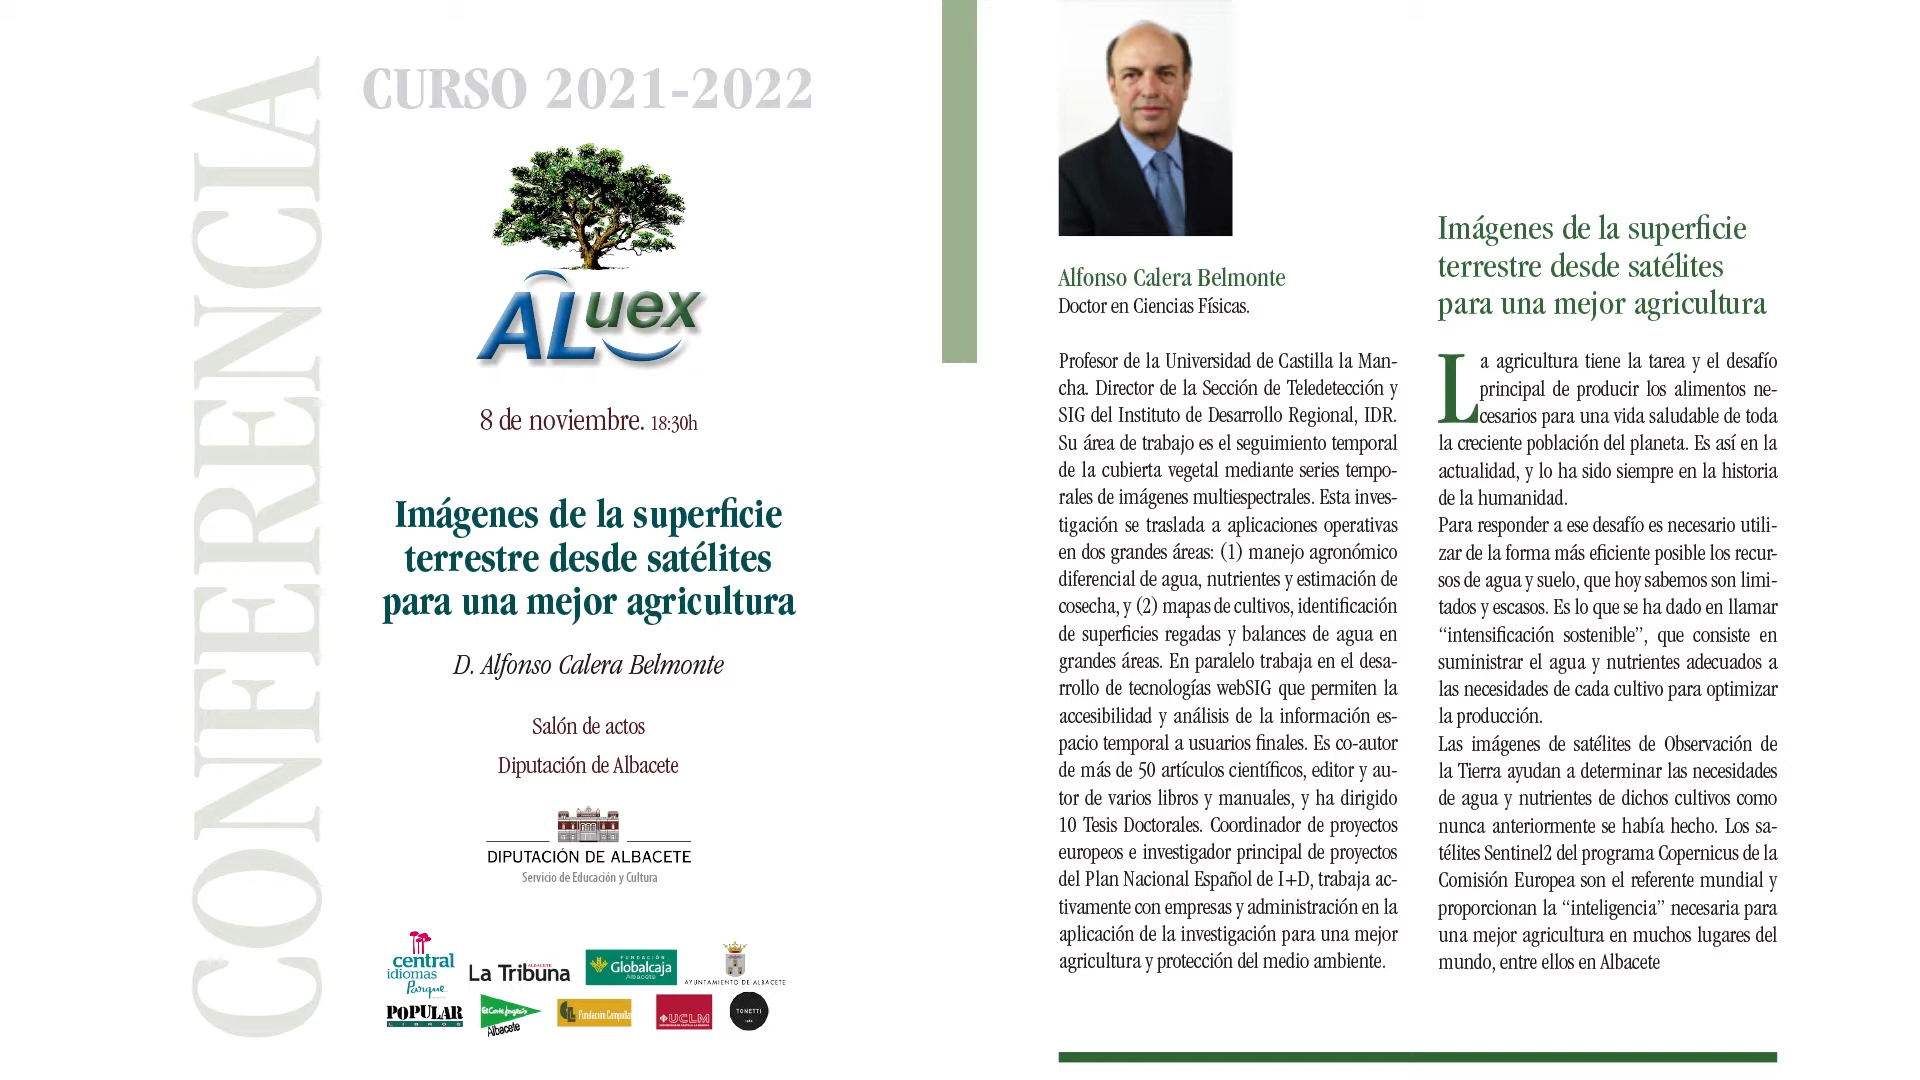 CONFERENCIA
CURSO 2021-2022
ALuex
8 de noviembre. 18:30h
Imágenes de la superficie
terrestre desde satélites
para una mejor agricultura
D. Alfonso Calera Belmonte
Salón de actos
Diputación de Albacete
DIPUTACIÓN DE ALBACETE
Servicio de Educación y Cultura
central
idiomas
Parque
ALBACETE
La Tribuna
FUNDACIÓN
Globalcaja
Albacete
AYUNTAMIENTO DE ALBACETE
POPULAR
LIBROS
El Corte Inglés
Albacete
Fundación Campollano
UCLM
TONETTI
Alfonso Calera Belmonte
Doctor en Ciencias Físicas.
Profesor de la Universidad de Castilla la Man-
cha. Director de la Sección de Teledetección y
SIG del Instituto de Desarrollo Regional, IDR.
Su área de trabajo es el seguimiento temporal
de la cubierta vegetal mediante series tempo-
rales de imágenes multiespectrales. Esta inves-
tigación se traslada a aplicaciones operativas
en dos grandes áreas: (1) manejo agronómico
diferencial de agua, nutrientes y estimación de
cosecha, y (2) mapas de cultivos, identificación
de superficies regadas y balances de agua en
grandes áreas. En paralelo trabaja en el desa-
rrollo de tecnologías webSIG que permiten la
accesibilidad y análisis de la información es-
pacio temporal a usuarios finales. Es co-autor
de más de 50 artículos científicos, editor y au-
tor de varios libros y manuales, y ha dirigido
10 Tesis Doctorales. Coordinador de proyectos
europeos e investigador principal de proyectos
del Plan Nacional Español de I+D, trabaja ac-
tivamente con empresas y administración en la
aplicación de la investigación para una mejor
agricultura y protección del medio ambiente.
Imágenes de la superficie
terrestre desde satélites
para una mejor agricultura
La agricultura tiene la tarea y el desafío
principal de producir los alimentos ne-
cesarios para una vida saludable de toda
la creciente población del planeta. Es así en la
actualidad, y lo ha sido siempre en la historia
de la humanidad.
Para responder a ese desafío es necesario utili-
zar de la forma más eficiente posible los recur-
sos de agua y suelo, que hoy sabemos son limi-
tados y escasos. Es lo que se ha dado en llamar
“intensificación sostenible”, que consiste en
suministrar el agua y nutrientes adecuados a
las necesidades de cada cultivo para optimizar
la producción.
Las imágenes de satélites de Observación de
la Tierra ayudan a determinar las necesidades
de agua y nutrientes de dichos cultivos como
nunca anteriormente se había hecho. Los sa-
télites Sentinel2 del programa Copernicus de la
Comisión Europea son el referente mundial y
proporcionan la “inteligencia” necesaria para
una mejor agricultura en muchos lugares del
mundo, entre ellos en Albacete